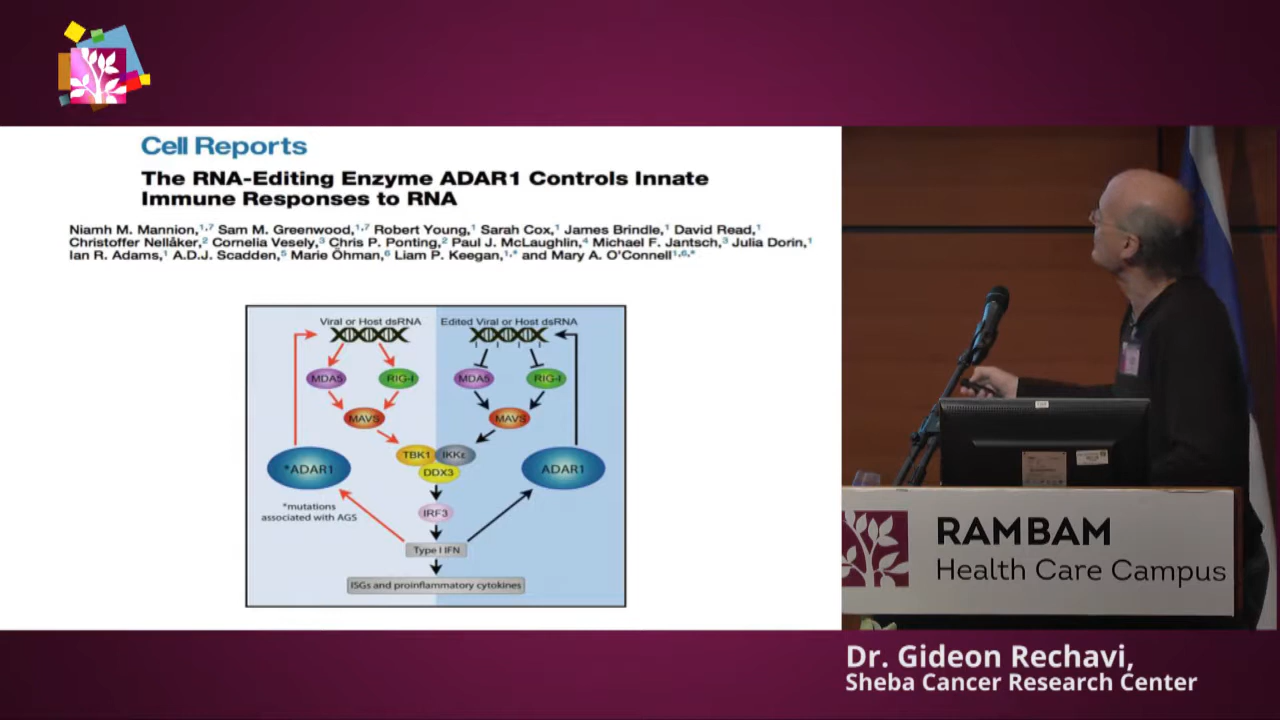 Cell Reports
The RNA-Editing Enzyme ADAR1 Controls Innate
Immune Responses to RNA
Niamh M. Mannion,1,7 Sam M. Greenwood,1,7 Robert Young,1 Sarah Cox,1 James Brindle,1 David Read,1
Christoffer Nellåker,2 Cornelia Vesely,3 Chris P. Ponting,2 Paul J. McLaughlin,4 Michael F. Jantsch,3 Julia Dorin,1
Ian R. Adams,1 A.D.J. Scadden,5 Marie Öhman,6 Liam P. Keegan,1,* and Mary A. O'Connell1,6,*
Viral or Host dsRNA
Edited Viral or Host dsRNA
MDA5
RIG-I
MDA5
RIG-I
MAVS
MAVS
TBK1
IKKε
DDX3
*ADAR1
ADAR1
*mutations
associated with AGS
IRF3
Type I IFN
ISGs and proinflammatory cytokines
RAMBAM
Health Care Campus
Dr. Gideon Rechavi,
Sheba Cancer Research Center